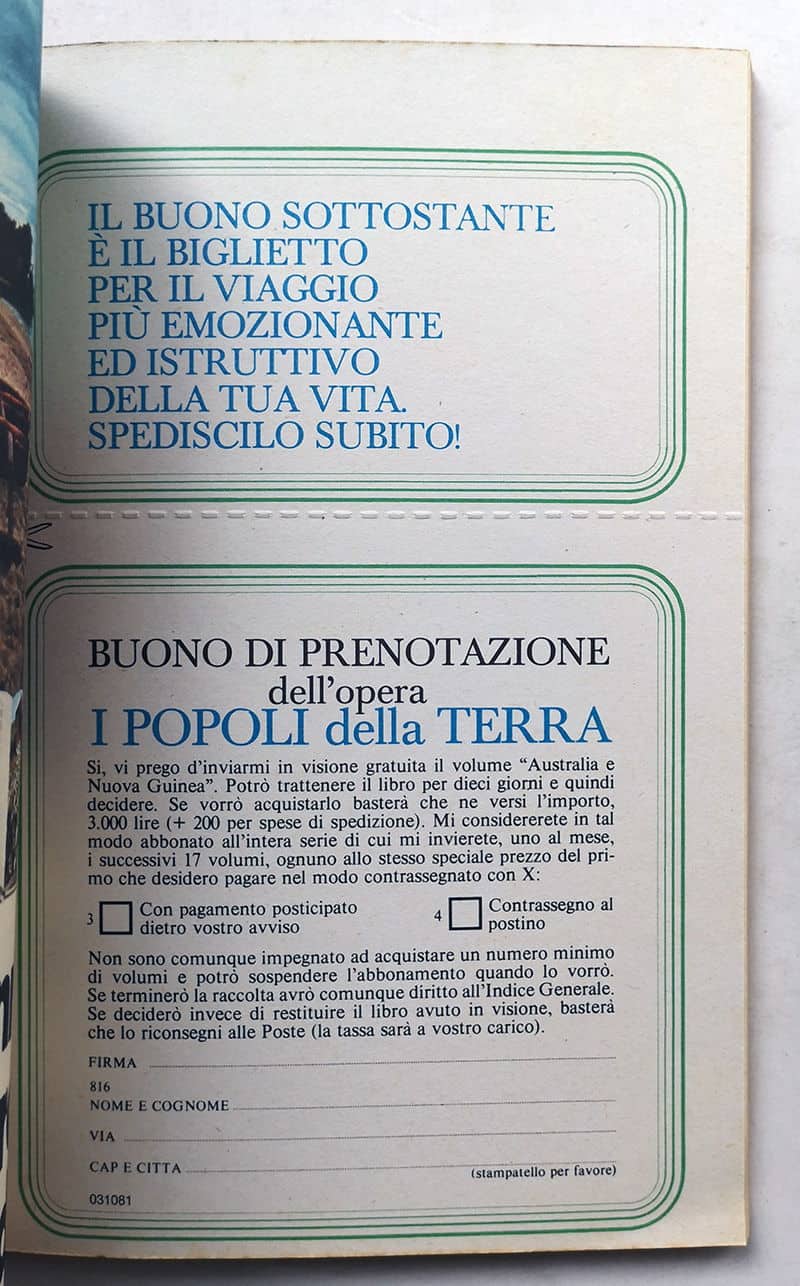 IL BUONO SOTTOSTANTE
È IL BIGLIETTO
PER IL VIAGGIO
PIÙ EMOZIONANTE
ED ISTRUTTIVO
DELLA TUA VITA.
SPEDISCILO SUBITO!
BUONO DI PRENOTAZIONE
dell'opera
I POPOLI della TERRA
Si, vi prego d'inviarmi in visione gratuita il volume “Australia e
Nuova Guinea”. Potrò trattenere il libro per dieci giorni e quindi
decidere. Se vorrò acquistarlo basterà che ne versi l'importo,
3.000 lire (+ 200 per spese di spedizione). Mi considererete in tal
modo abbonato all'intera serie di cui mi invierete, uno al mese,
i successivi 17 volumi, ognuno allo stesso speciale prezzo del pri-
mo che desidero pagare nel modo contrassegnato con X:
3 Con pagamento posticipato
dietro vostro avviso
4 Contrassegno al
postino
Non sono comunque impegnato ad acquistare un numero minimo
di volumi e potrò sospendere l'abbonamento quando lo vorrò.
Se terminerò la raccolta avrò comunque diritto all'Indice Generale.
Se deciderò invece di restituire il libro avuto in visione, basterà
che lo riconsegni alle Poste (la tassa sarà a vostro carico).
FIRMA
816
NOME E COGNOME
VIA
CAP E CITTA
(stampatello per favore)
031081